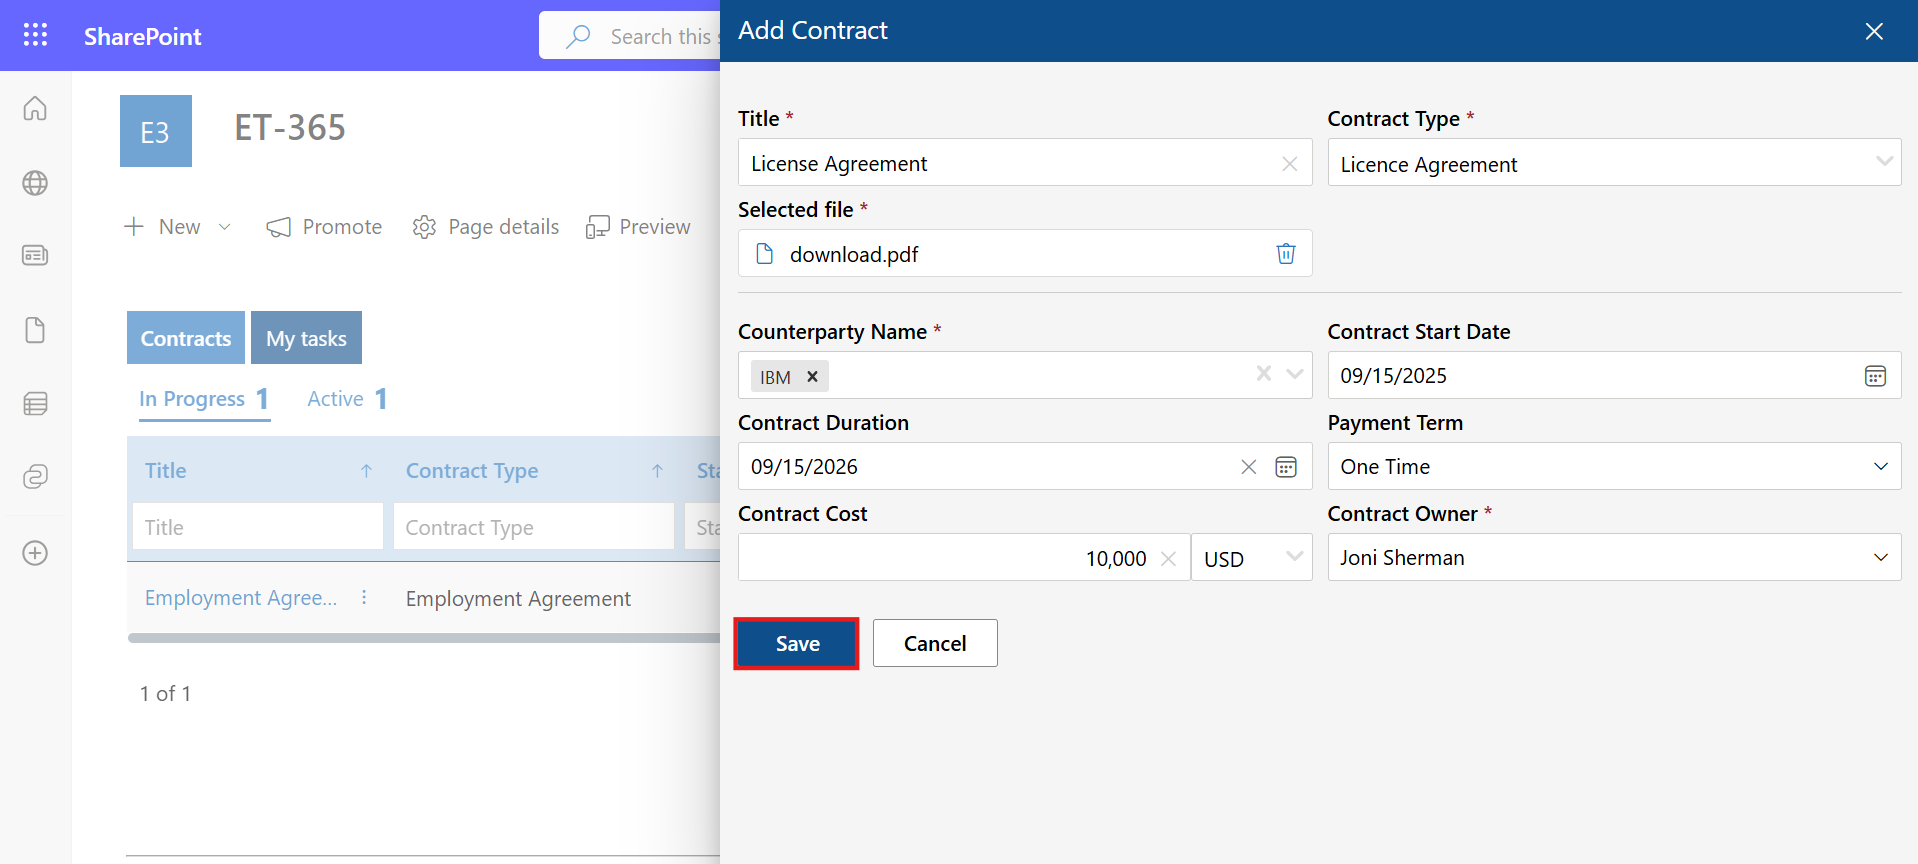 SharePoint
Search this
Add Contract
E3
ET-365
New
Promote
Page details
Preview
Contracts
My tasks
In Progress 1
Active 1
Title
Contract Type
Sta
Title
Contract Type
Sta
Employment Agree...
Employment Agreement
1 of 1
Title *
Contract Type *
License Agreement
Licence Agreement
Selected file *
download.pdf
Counterparty Name *
Contract Start Date
IBM
09/15/2025
Contract Duration
Payment Term
09/15/2026
One Time
Contract Cost
Contract Owner *
10,000
USD
Joni Sherman
Save
Cancel